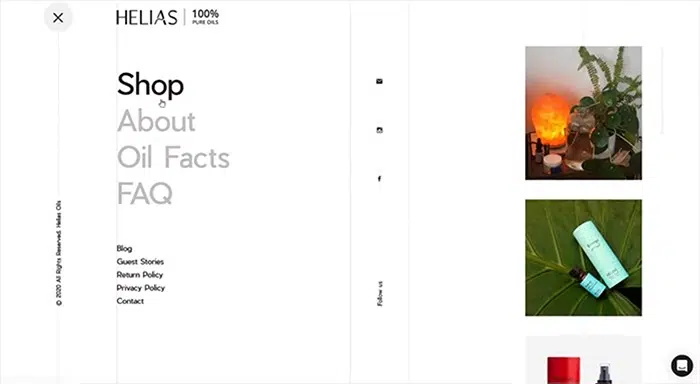 HELIAS
100%
PURE OILS
Shop
About
Oil Facts
FAQ
Blog
Guest Stories
Return Policy
Privacy Policy
Contact
© 2020 All Rights Reserved. Helias Oils
Follow us